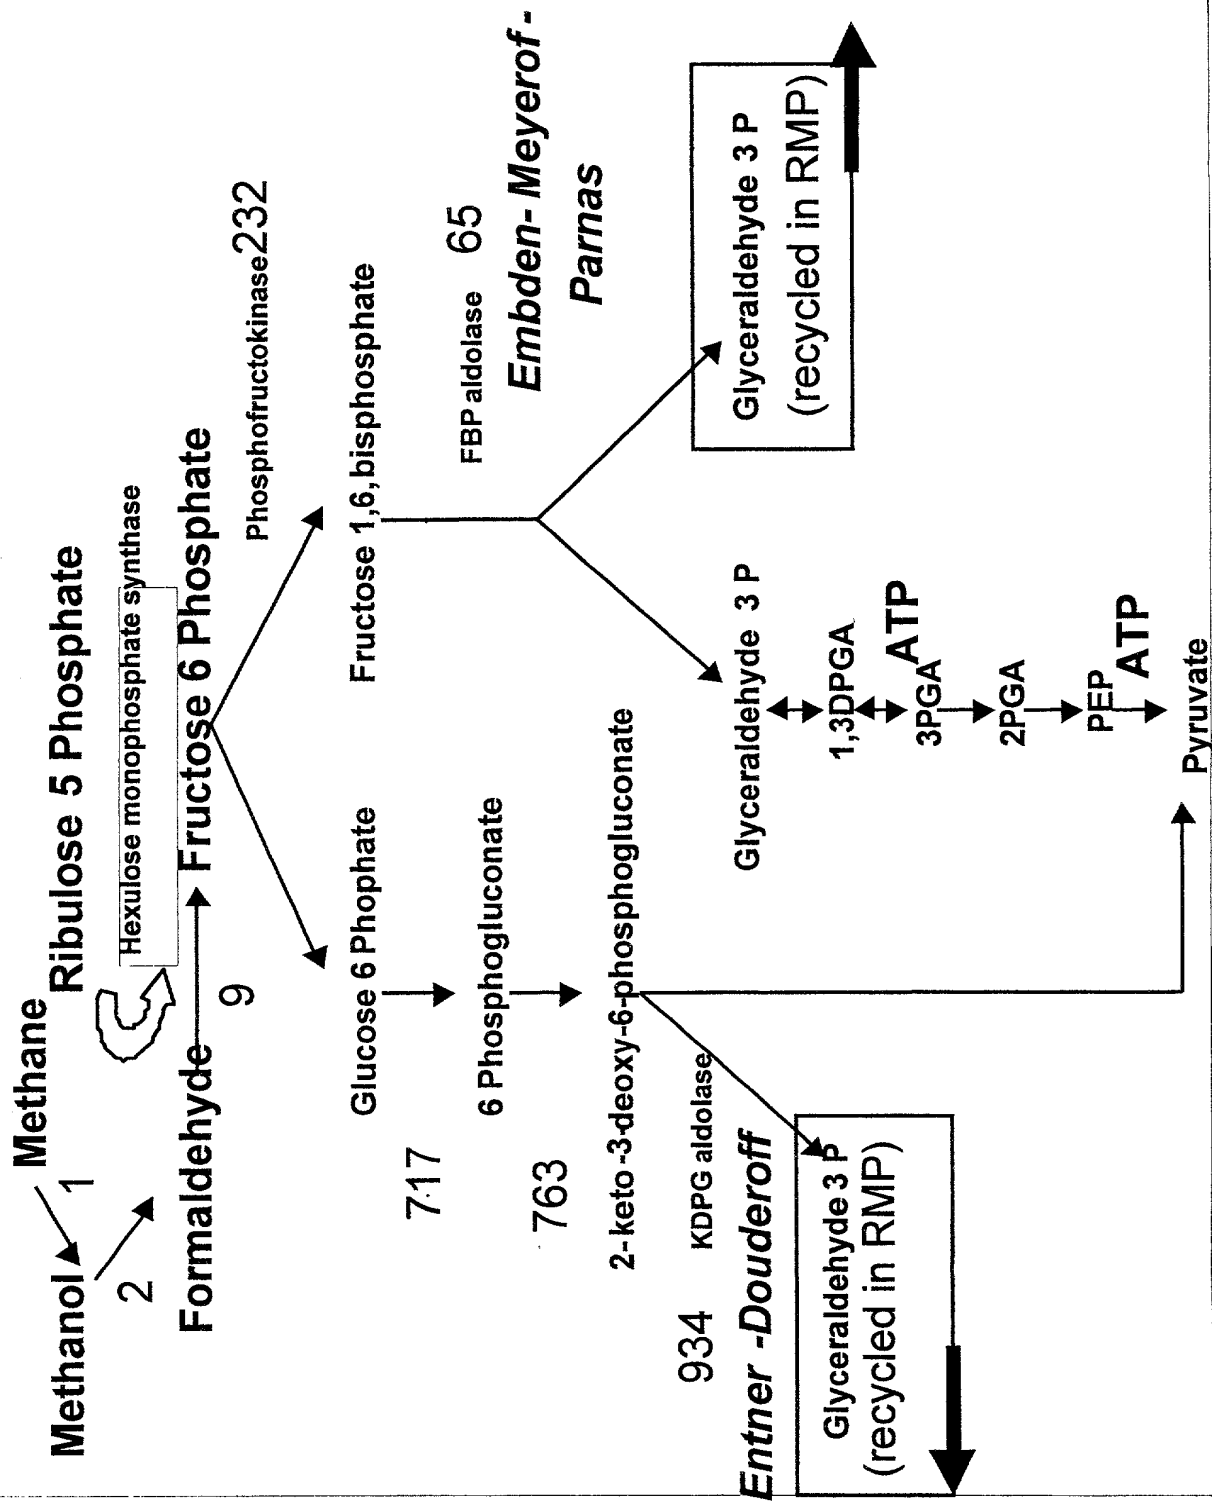 Methane
Methanol
1
2
Ribulose 5 Phosphate
Hexulose monophosphate synthase
Formaldehyde
9
Fructose 6 Phosphate
Phosphofructokinase 232
Glucose 6 Phophate
Fructose 1,6,bisphosphate
717
FBP aldolase 65
6 Phosphogluconate
Embden- Meyerof -
Parnas
763
2-keto-3-deoxy-6-phosphogluconate
934
KDPG aldolase
Entner -Douderoff
Glyceraldehyde 3 P
Glyceraldehyde 3 P
(recycled in RMP)
Glyceraldehyde 3 P
(recycled in RMP)
1,3DPGA
ATP
3PGA
2PGA
PEP
ATP
Pyruvate